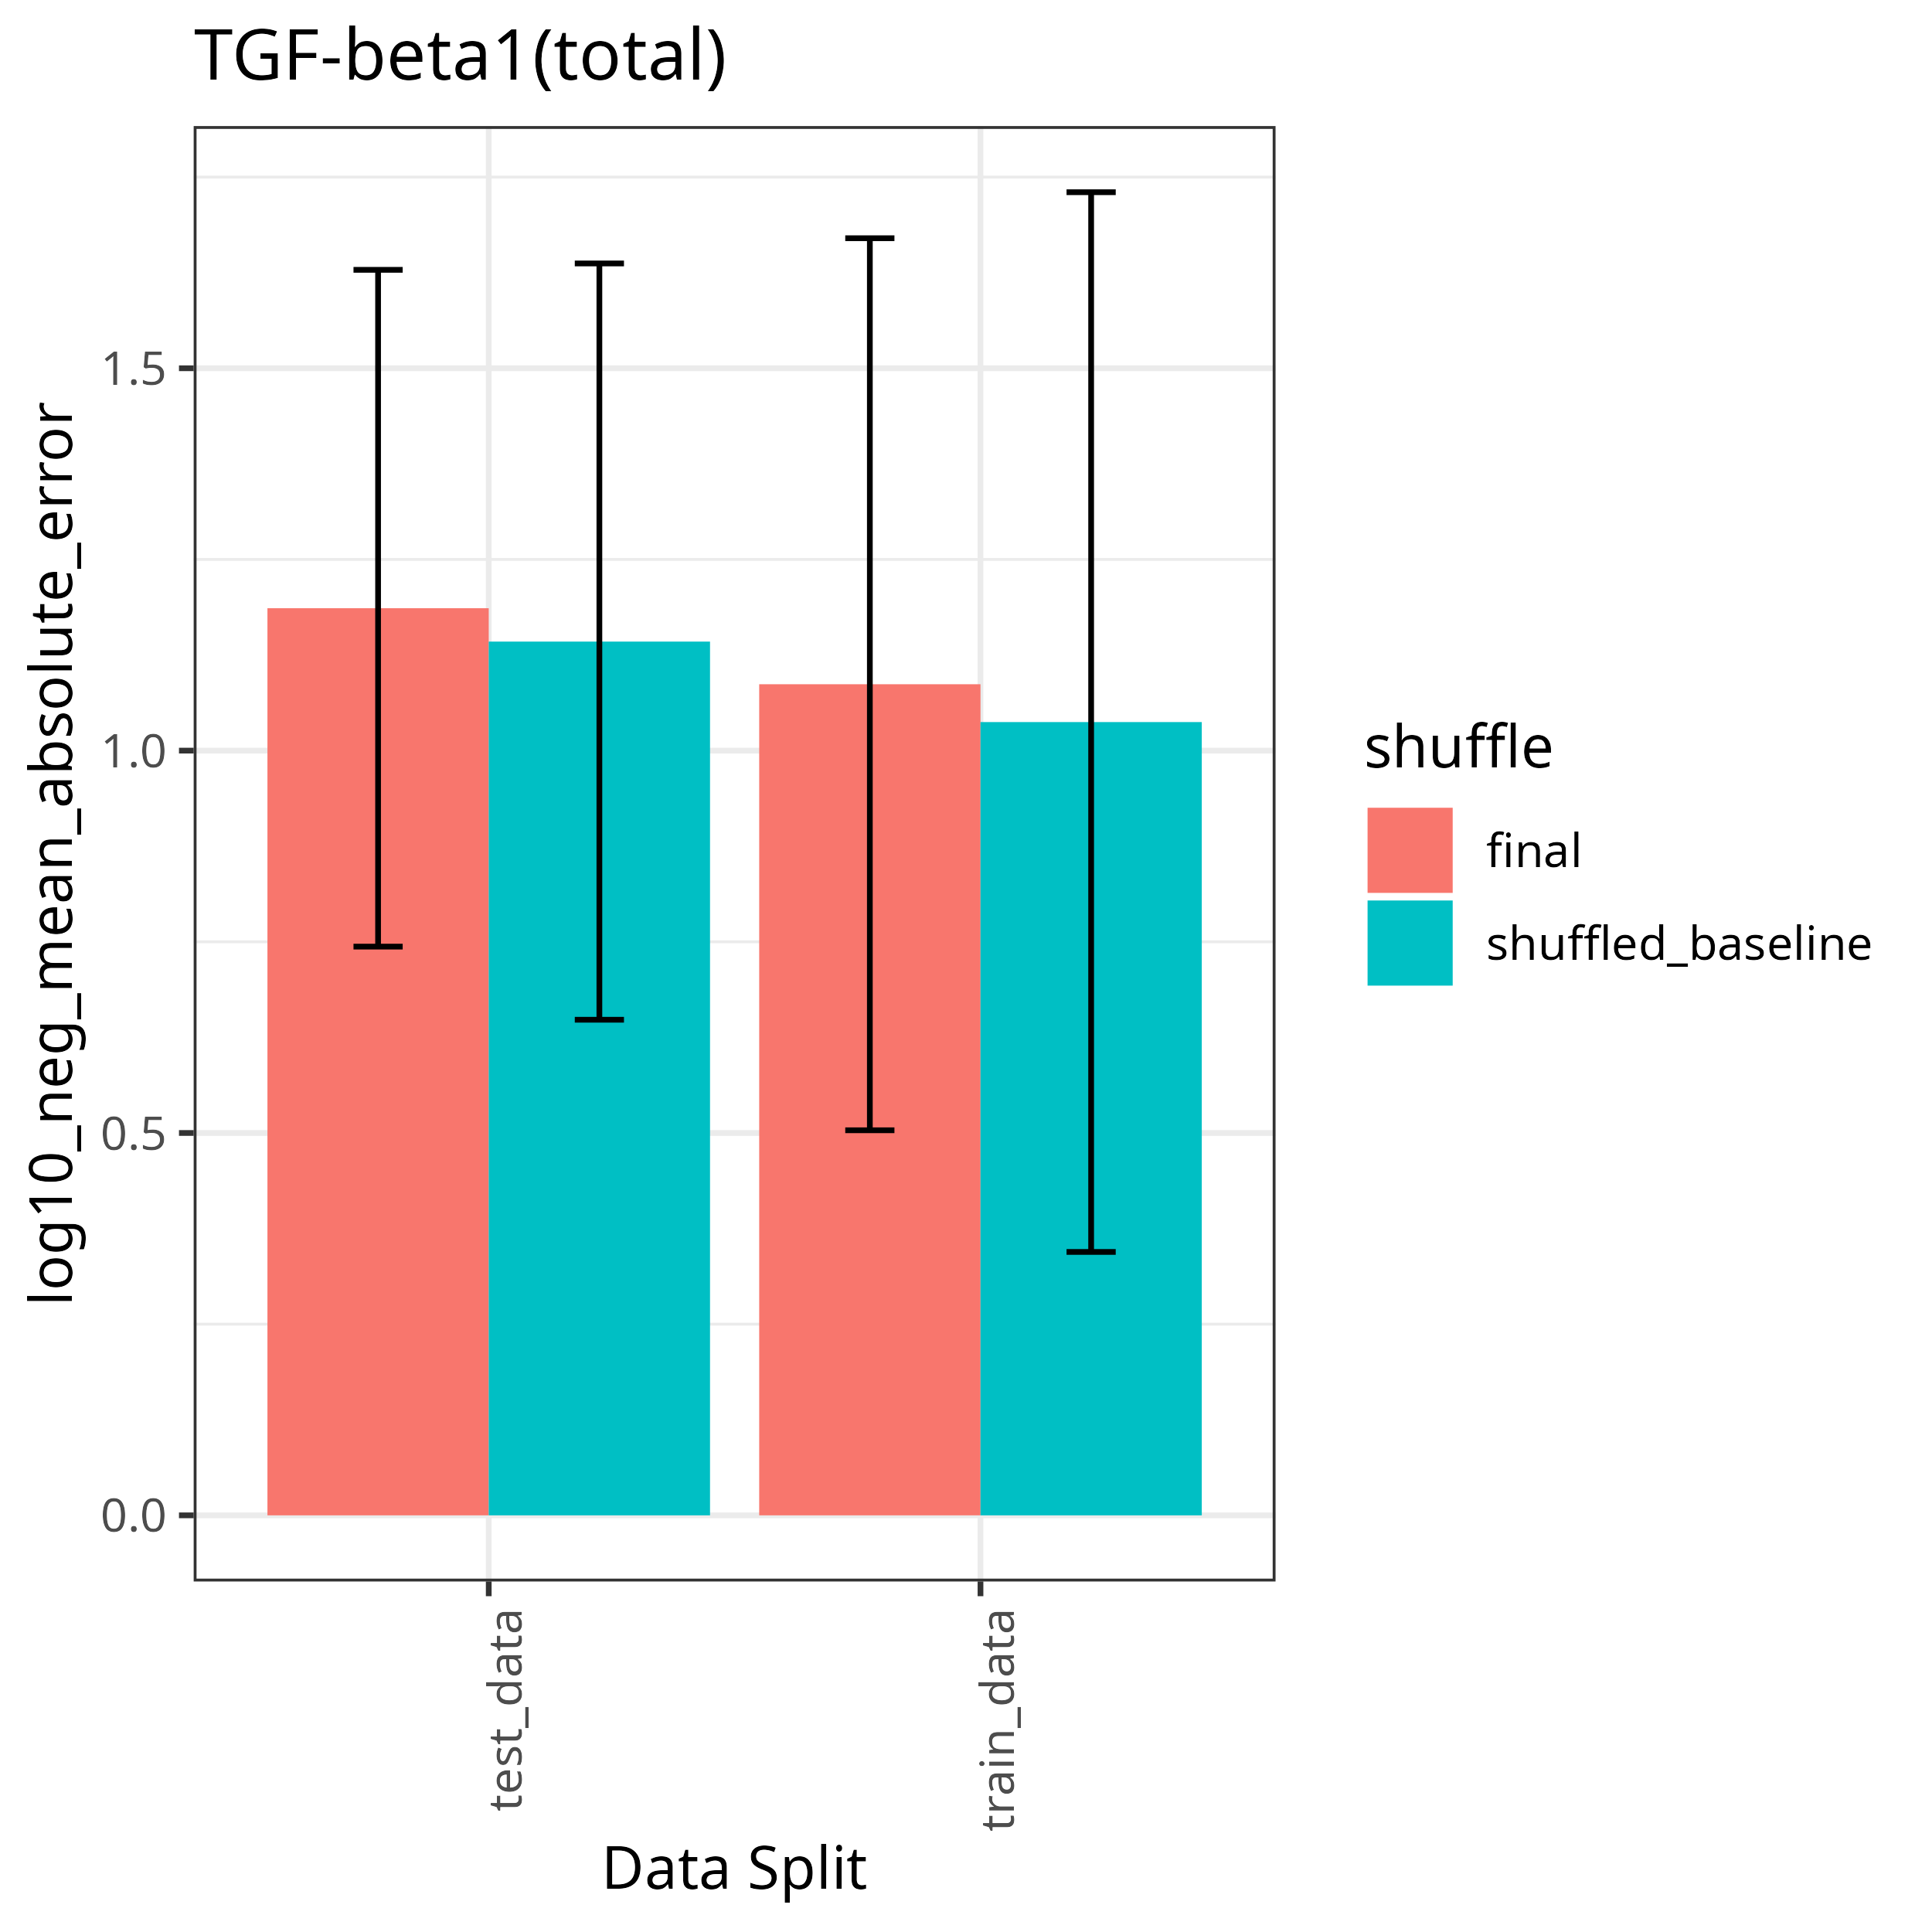 TGF-beta1(total)
log10_neg_mean_absolute_error
1.5
1.0
0.5
0.0
test_data
train_data
Data Split
shuffle
final
shuffled_baseline